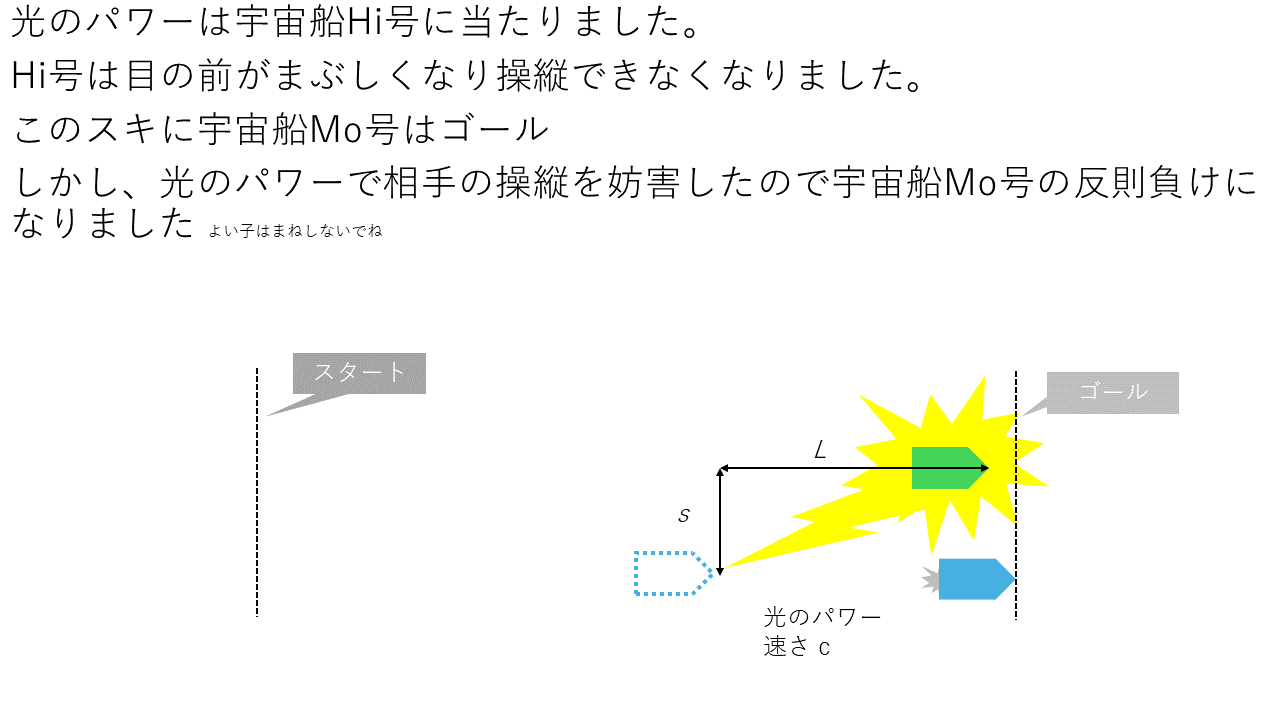 光のパワーは宇宙船Hi号に当たりました。
Hi号は目の前がまぶしくなり操縦できなくなりました。
このスキに宇宙船Mo号はゴール
しかし、光のパワーで相手の操縦を妨害したので宇宙船Mo号の反則負けに
なりました よい子はまねしないでね
スタート
ゴール
L
s
光のパワー
速さ c